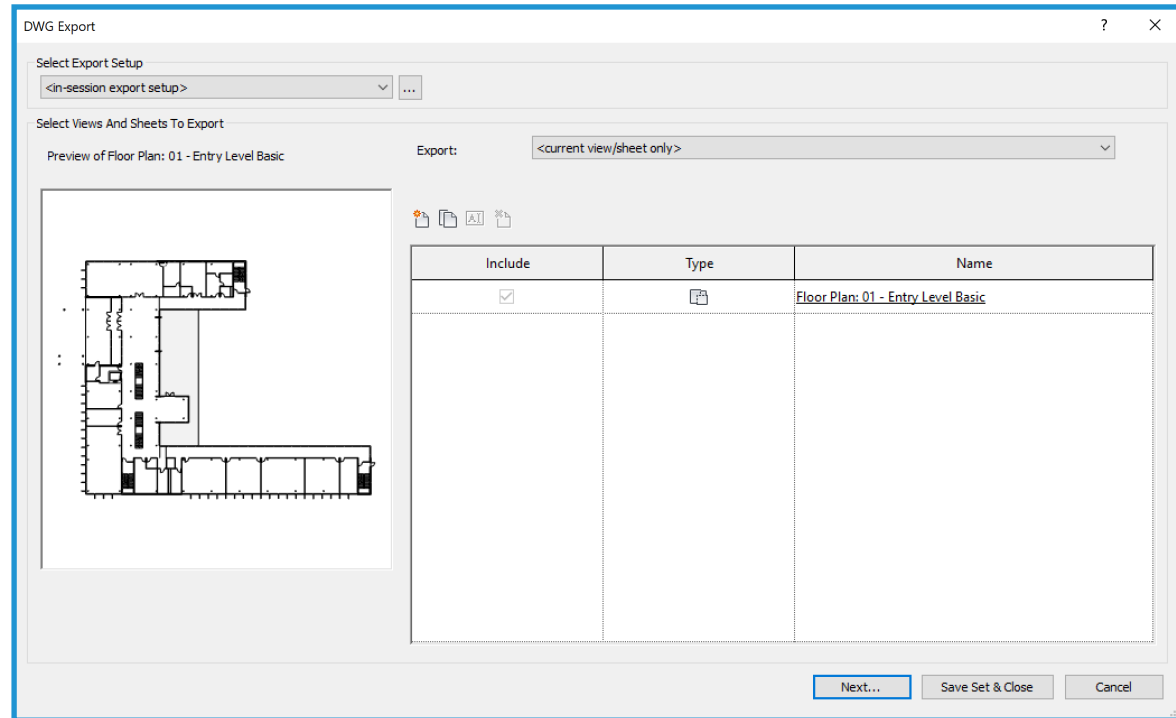 DWG Export
Select Export Setup
<in-session export setup>
...
Select Views And Sheets To Export
Preview of Floor Plan: 01 - Entry Level Basic
Export:
<current view/sheet only>
Include
Type
Name
Floor Plan: 01 - Entry Level Basic
Next...
Save Set & Close
Cancel